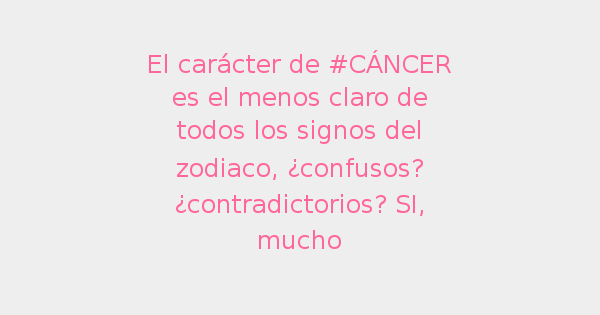 El carácter de #CÁNCER
es el menos claro de
todos los signos del
zodiaco, ¿confusos?
¿contradictorios? SI,
mucho